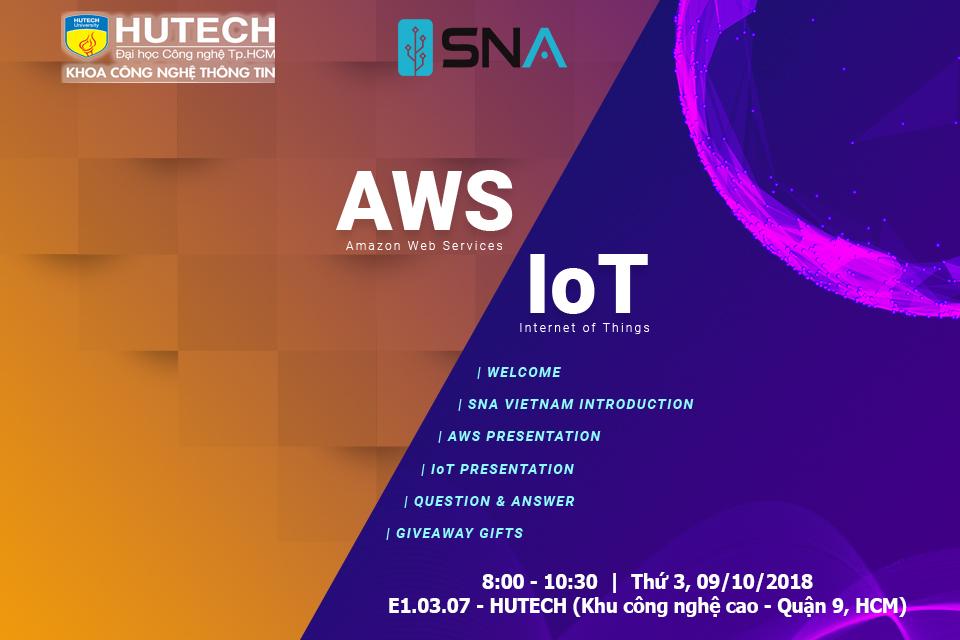 HUTECH
University
HUTECH
Đại học Công nghệ Tp.HCM
KHOA CÔNG NGHỆ THÔNG TIN
SNA
AWS
Amazon Web Services
IoT
Internet of Things
| WELCOME
| SNA VIETNAM INTRODUCTION
| AWS PRESENTATION
| IoT PRESENTATION
| QUESTION & ANSWER
| GIVEAWAY GIFTS
8:00 - 10:30 | Thứ 3, 09/10/2018
E1.03.07 - HUTECH (Khu công nghệ cao - Quận 9, HCM)